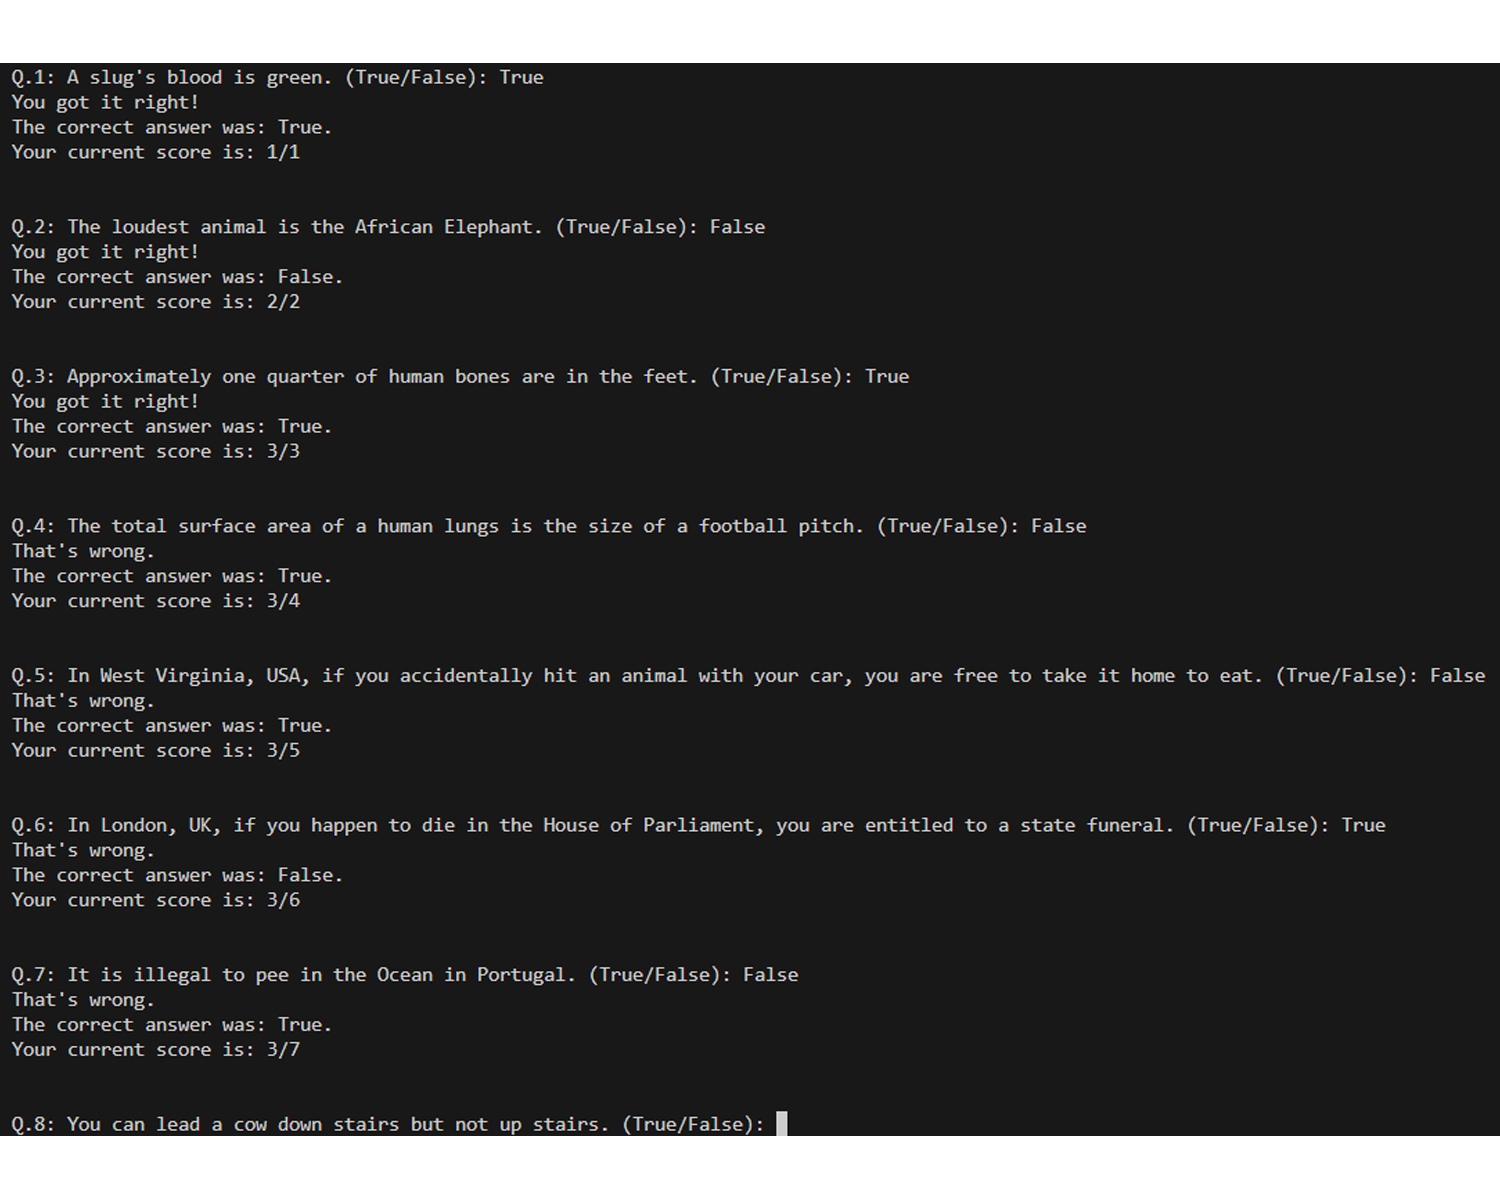 Q.1: A slug's blood is green. (True/False): True
You got it right!
The correct answer was: True.
Your current score is: 1/1
Q.2: The loudest animal is the African Elephant. (True/False): False
You got it right!
The correct answer was: False.
Your current score is: 2/2
Q.3: Approximately one quarter of human bones are in the feet. (True/False): True
You got it right!
The correct answer was: True.
Your current score is: 3/3
Q.4: The total surface area of a human lungs is the size of a football pitch. (True/False): False
That's wrong.
The correct answer was: True.
Your current score is: 3/4
Q.5: In West Virginia, USA, if you accidentally hit an animal with your car, you are free to take it home to eat. (True/False): False
That's wrong.
The correct answer was: True.
Your current score is: 3/5
Q.6: In London, UK, if you happen to die in the House of Parliament, you are entitled to a state funeral. (True/False): True
That's wrong.
The correct answer was: False.
Your current score is: 3/6
Q.7: It is illegal to pee in the Ocean in Portugal. (True/False): False
That's wrong.
The correct answer was: True.
Your current score is: 3/7
Q.8: You can lead a cow down stairs but not up stairs. (True/False):